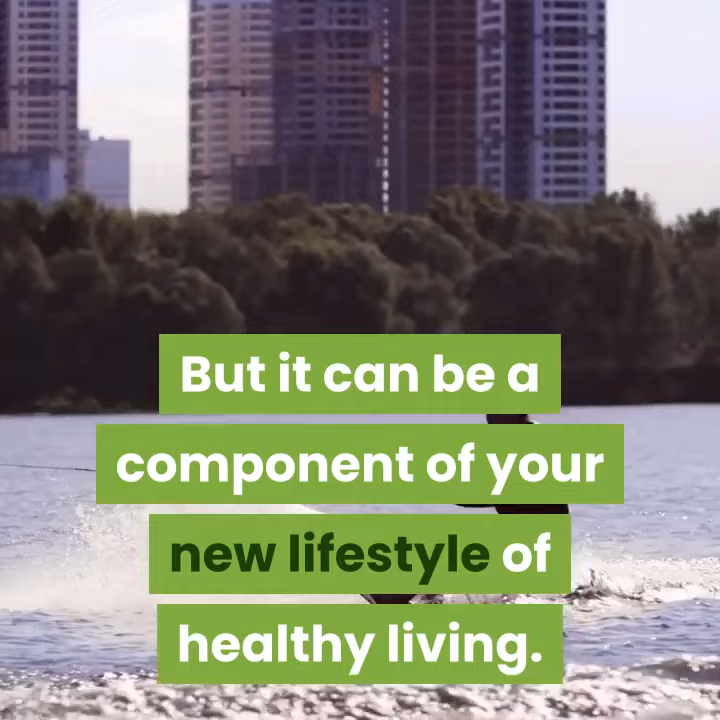 But it can be a
component of your
new lifestyle of
healthy living.